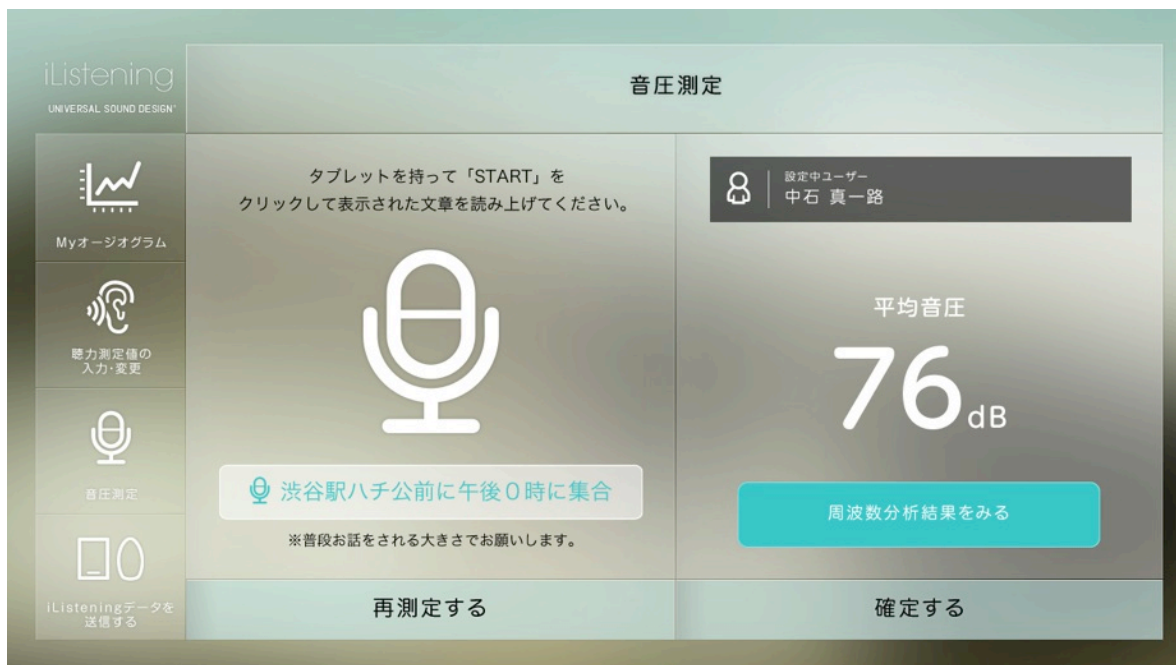 iListening
UNIVERSAL SOUND DESIGN
音圧測定
Myオージオグラム
聴力測定値の
入力・変更
音圧測定
iListeningデータを
送信する
タブレットを持って「START」を
クリックして表示された文章を読み上げてください。
渋谷駅ハチ公前に午後0時に集合
※普段お話をされる大きさでお願いします。
再測定する
設定中ユーザー
中石 真一路
平均音圧
76dB
周波数分析結果をみる
確定する